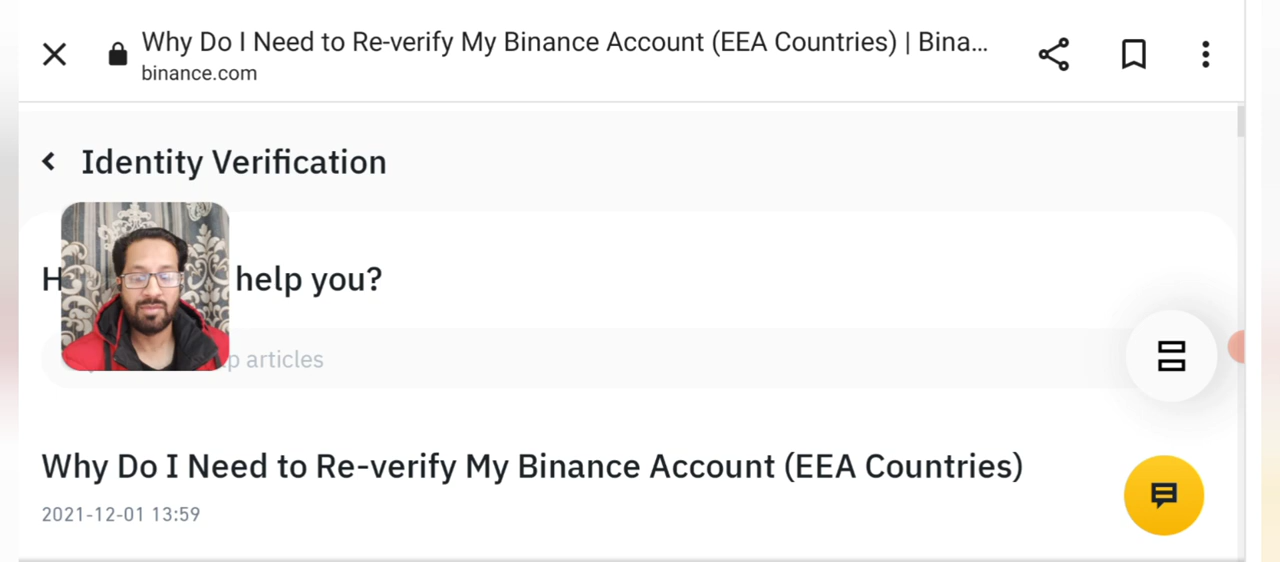 Why Do I Need to Re-verify My Binance Account (EEA Countries) | Bina...
binance.com
Identity Verification
H help you?
articles
Why Do I Need to Re-verify My Binance Account (EEA Countries)
2021-12-01 13:59